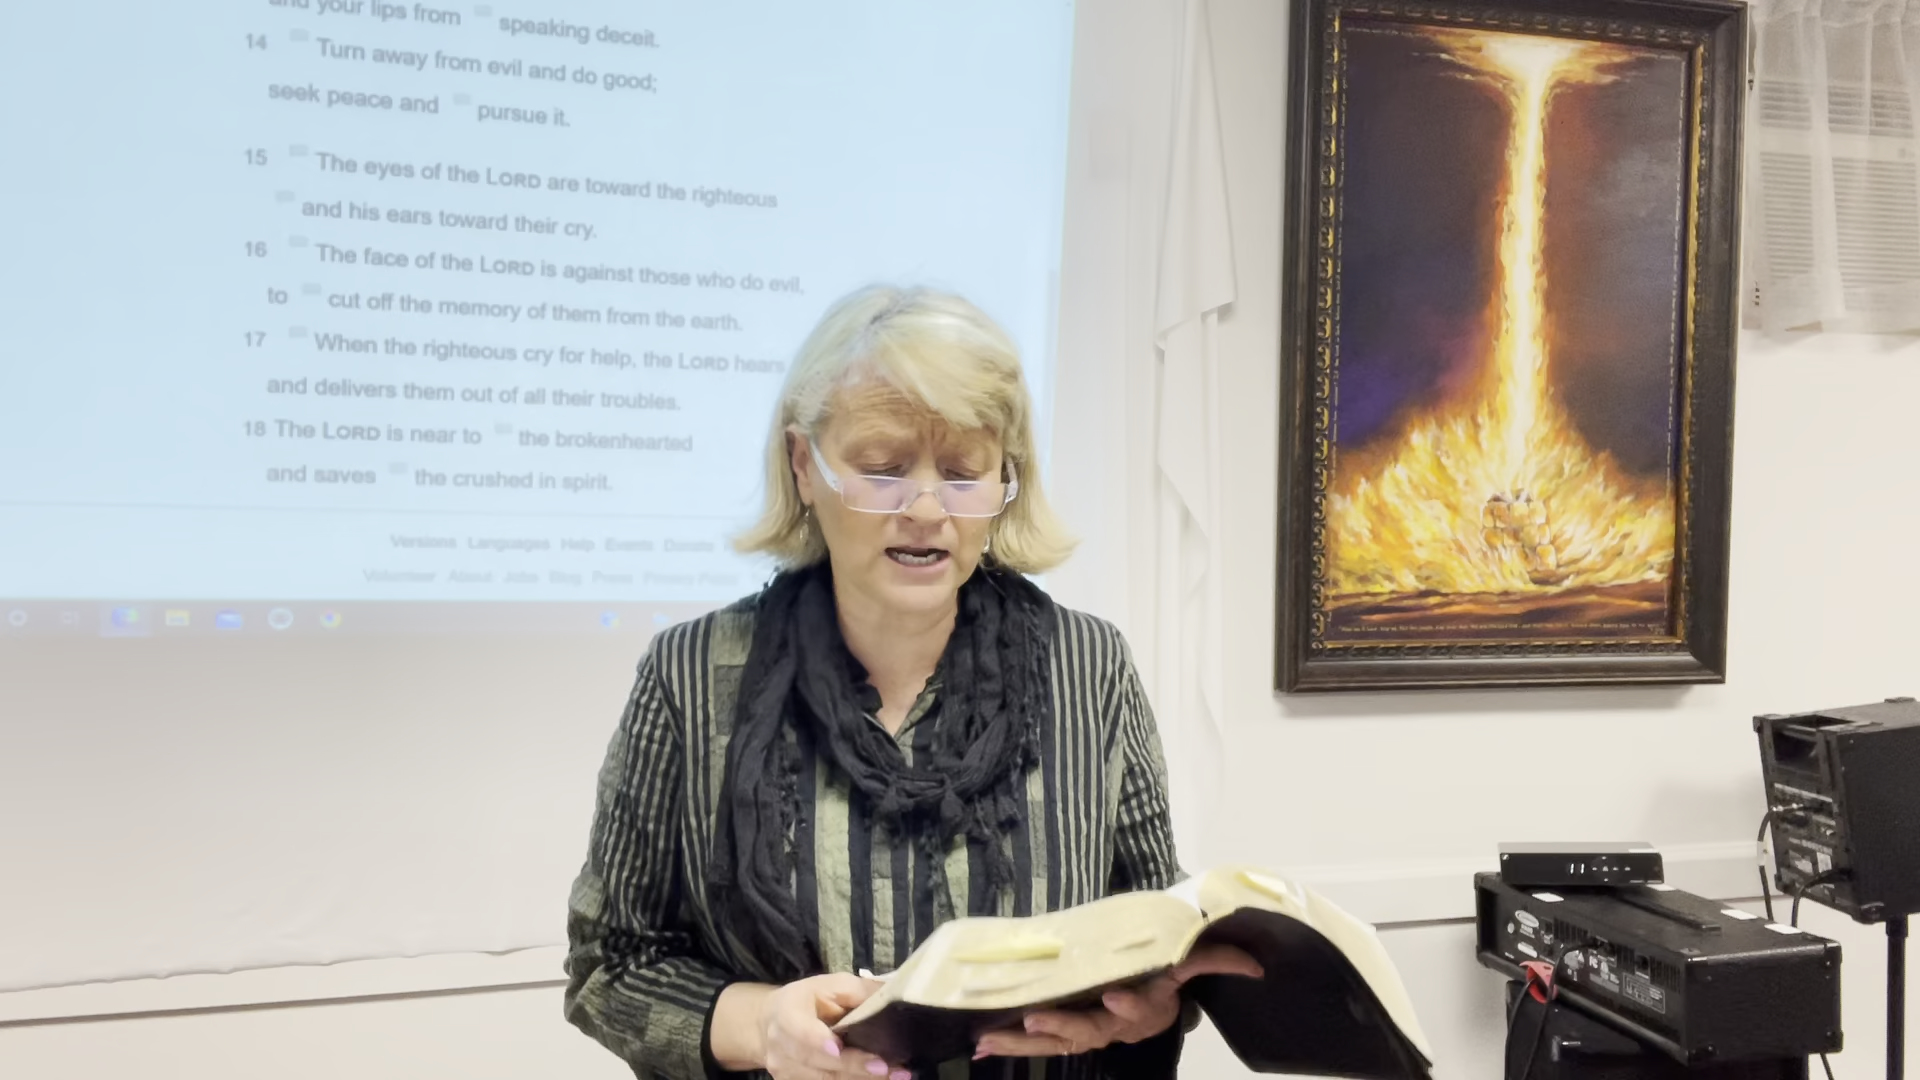 and your lips from speaking deceit.
14 Turn away from evil and do good;
seek peace and pursue it.
15 The eyes of the LORD are toward the righteous
and his ears toward their cry.
16 The face of the LORD is against those who do evil,
to cut off the memory of them from the earth.
17 When the righteous cry for help, the LORD hears
and delivers them out of all their troubles.
18 The LORD is near to the brokenhearted
and saves the crushed in spirit.
Versions Languages Help Events Donate
Volunteer About Jobs Blog Press Privacy Policy